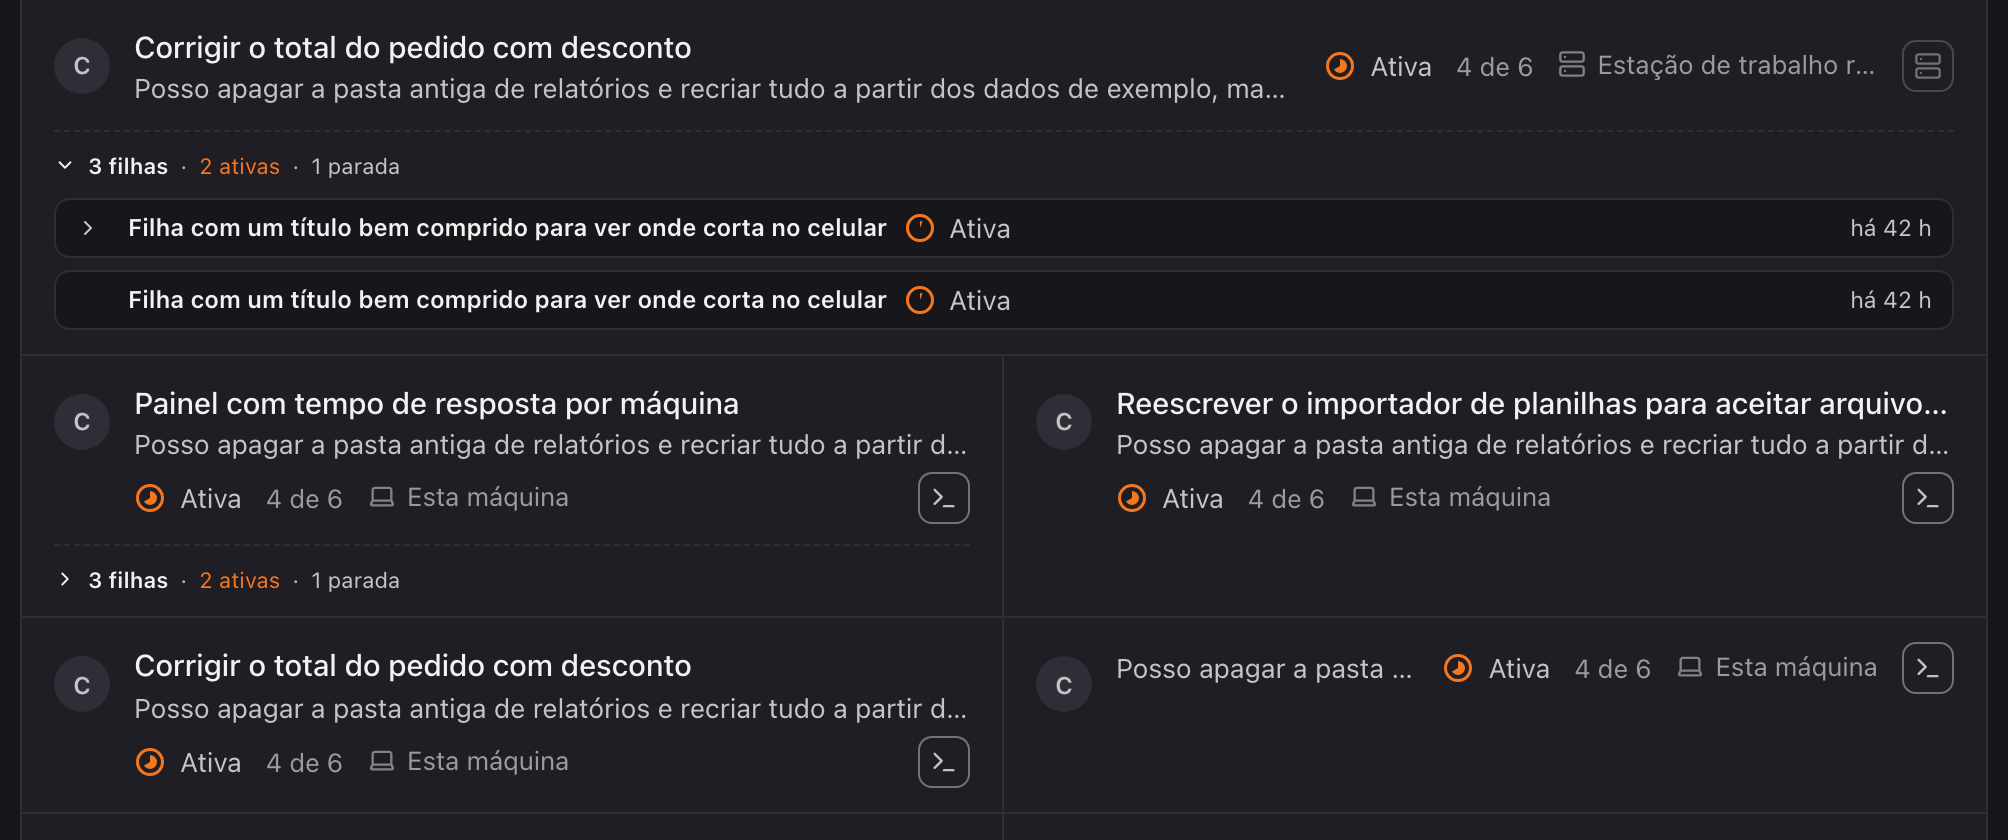 C
Corrigir o total do pedido com desconto
Posso apagar a pasta antiga de relatórios e recriar tudo a partir dos dados de exemplo, ma...
Ativa 4 de 6 Estação de trabalho r...
3 filhas · 2 ativas · 1 parada
Filha com um título bem comprido para ver onde corta no celular Ativa há 42 h
Filha com um título bem comprido para ver onde corta no celular Ativa há 42 h
C
Painel com tempo de resposta por máquina
Posso apagar a pasta antiga de relatórios e recriar tudo a partir d...
Ativa 4 de 6 Esta máquina
3 filhas · 2 ativas · 1 parada
C
Reescrever o importador de planilhas para aceitar arquivo...
Posso apagar a pasta antiga de relatórios e recriar tudo a partir d...
Ativa 4 de 6 Esta máquina
C
Corrigir o total do pedido com desconto
Posso apagar a pasta antiga de relatórios e recriar tudo a partir d...
Ativa 4 de 6 Esta máquina
C
Posso apagar a pasta ... Ativa 4 de 6 Esta máquina